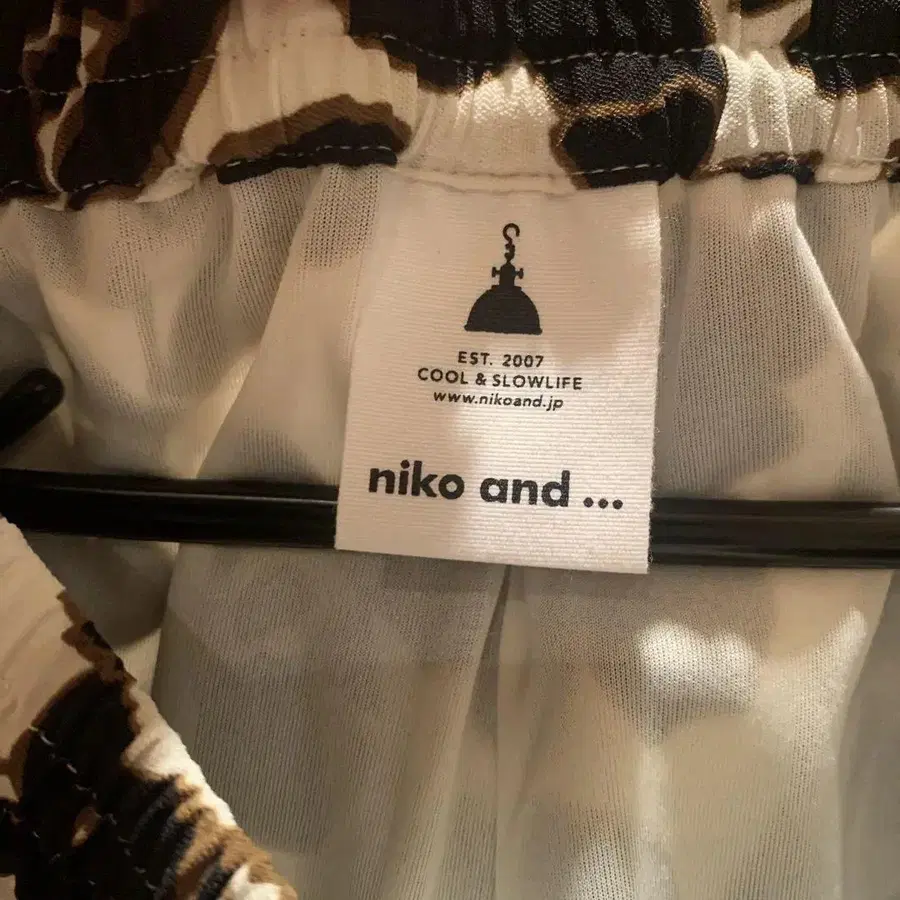 EST. 2007
COOL & SLOWLIFE
www.nikoand.jp
niko and ...